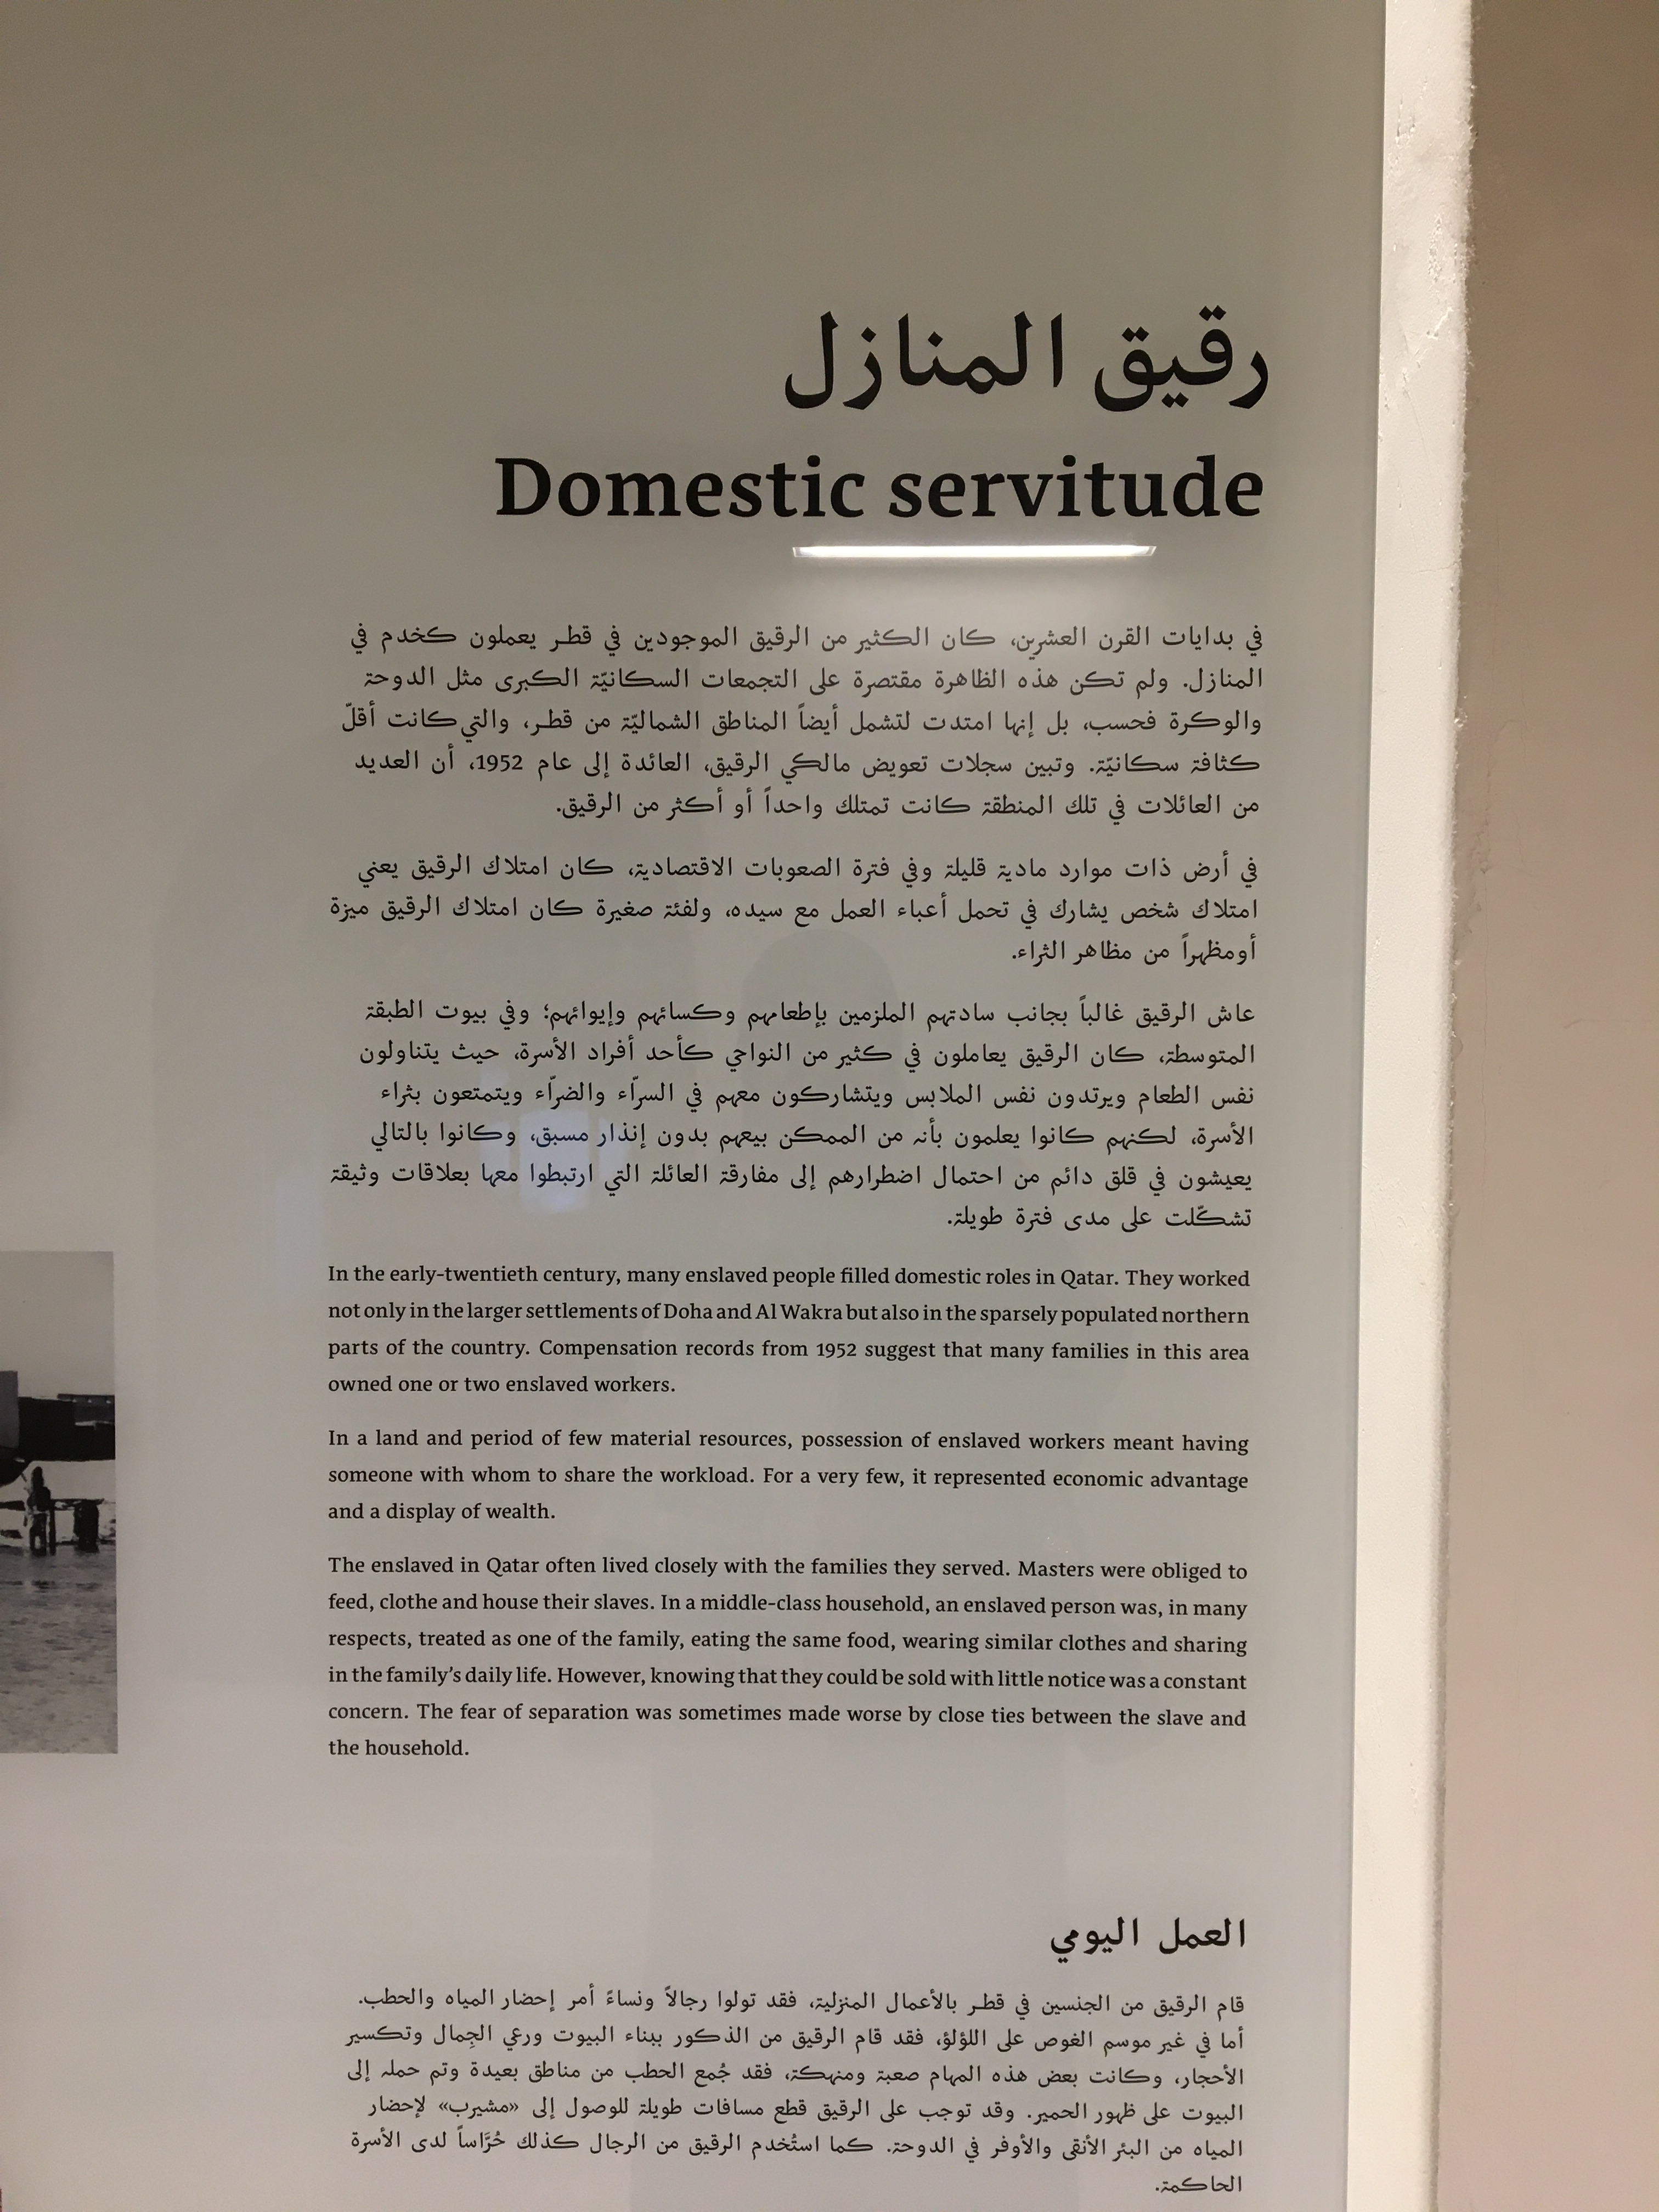 رقيق المنازل
Domestic servitude
في بدايات القرن العشرين، كان الكثير من الرقيق الموجودين في قطر يعملون كخدم في
المنازل. ولم تكن هذه الظاهرة مقتصرة على التجمعات السكانيّة الكبرى مثل الدوحة
والوكرة فحسب، بل إنها امتدت لتشمل أيضاً المناطق الشماليّة من قطر، والتي كانت أقلّ
كثافة سكانيّة. وتبين سجلات تعويض مالكي الرقيق، العائدة إلى عام 1952، أن العديد
من العائلات في تلك المنطقة كانت تمتلك واحداً أو أكثر من الرقيق.
في أرض ذات موارد مادية قليلة وفي فترة الصعوبات الاقتصادية، كان امتلاك الرقيق يعني
امتلاك شخص يشارك في تحمل أعباء العمل مع سيده، ولفئة صغيرة كان امتلاك الرقيق ميزة
أومظهراً من مظاهر الثراء.
عاش الرقيق غالباً بجانب سادتهم الملزمين بإطعامهم وكسائهم وإيوائهم؛ وفي بيوت الطبقة
المتوسطة، كان الرقيق يعاملون في كثير من النواحي كأحد أفراد الأسرة، حيث يتناولون
نفس الطعام ويرتدون نفس الملابس ويتشاركون معهم في السرّاء والضرّاء ويتمتعون بثراء
الأسرة، لكنهم كانوا يعلمون بأنه من الممكن بيعهم بدون إنذار مسبق، وكانوا بالتالي
يعيشون في قلق دائم من احتمال اضطرارهم إلى مفارقة العائلة التي ارتبطوا معها بعلاقات وثيقة
تشكّلت على مدى فترة طويلة.
In the early-twentieth century, many enslaved people filled domestic roles in Qatar. They worked
not only in the larger settlements of Doha and Al Wakra but also in the sparsely populated northern
parts of the country. Compensation records from 1952 suggest that many families in this area
owned one or two enslaved workers.
In a land and period of few material resources, possession of enslaved workers meant having
someone with whom to share the workload. For a very few, it represented economic advantage
and a display of wealth.
The enslaved in Qatar often lived closely with the families they served. Masters were obliged to
feed, clothe and house their slaves. In a middle-class household, an enslaved person was, in many
respects, treated as one of the family, eating the same food, wearing similar clothes and sharing
in the family's daily life. However, knowing that they could be sold with little notice was a constant
concern. The fear of separation was sometimes made worse by close ties between the slave and
the household.
العمل اليومي
قام الرقيق من الجنسين في قطر بالأعمال المنزلية، فقد تولوا رجالاً ونساءً أمر إحضار المياه والحطب.
أما في غير موسم الغوص على اللؤلؤ، فقد قام الرقيق من الذكور ببناء البيوت ورعي الجِمال وتكسير
الأحجار، وكانت بعض هذه المهام صعبة ومنهكة، فقد جُمع الحطب من مناطق بعيدة وتم حمله إلى
البيوت على ظهور الحمير. وقد توجب على الرقيق قطع مسافات طويلة للوصول إلى «مشيرب» لإحضار
المياه من البئر الأنقى والأوفر في الدوحة. كما استُخدم الرقيق من الرجال كذلك حُرَّاساً لدى الأسرة
الحاكمة.